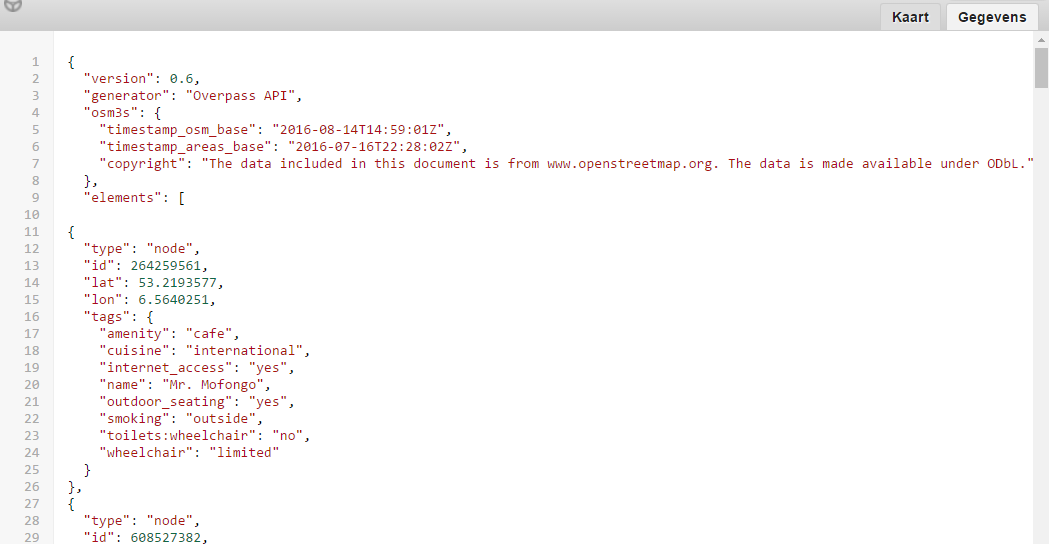 Kaart Gegevens
1 {
2 "version": 0.6,
3 "generator": "Overpass API",
4 "osm3s": {
5 "timestamp_osm_base": "2016-08-14T14:59:01Z",
6 "timestamp_areas_base": "2016-07-16T22:28:02Z",
7 "copyright": "The data included in this document is from www.openstreetmap.org. The data is made available under ODbL."
8 },
9 "elements": [
10
11 {
12 "type": "node",
13 "id": 264259561,
14 "lat": 53.2193577,
15 "lon": 6.5640251,
16 "tags": {
17 "amenity": "cafe",
18 "cuisine": "international",
19 "internet_access": "yes",
20 "name": "Mr. Mofongo",
21 "outdoor_seating": "yes",
22 "smoking": "outside",
23 "toilets:wheelchair": "no",
24 "wheelchair": "limited"
25 }
26 },
27 {
28 "type": "node",
29 "id": 608527382,